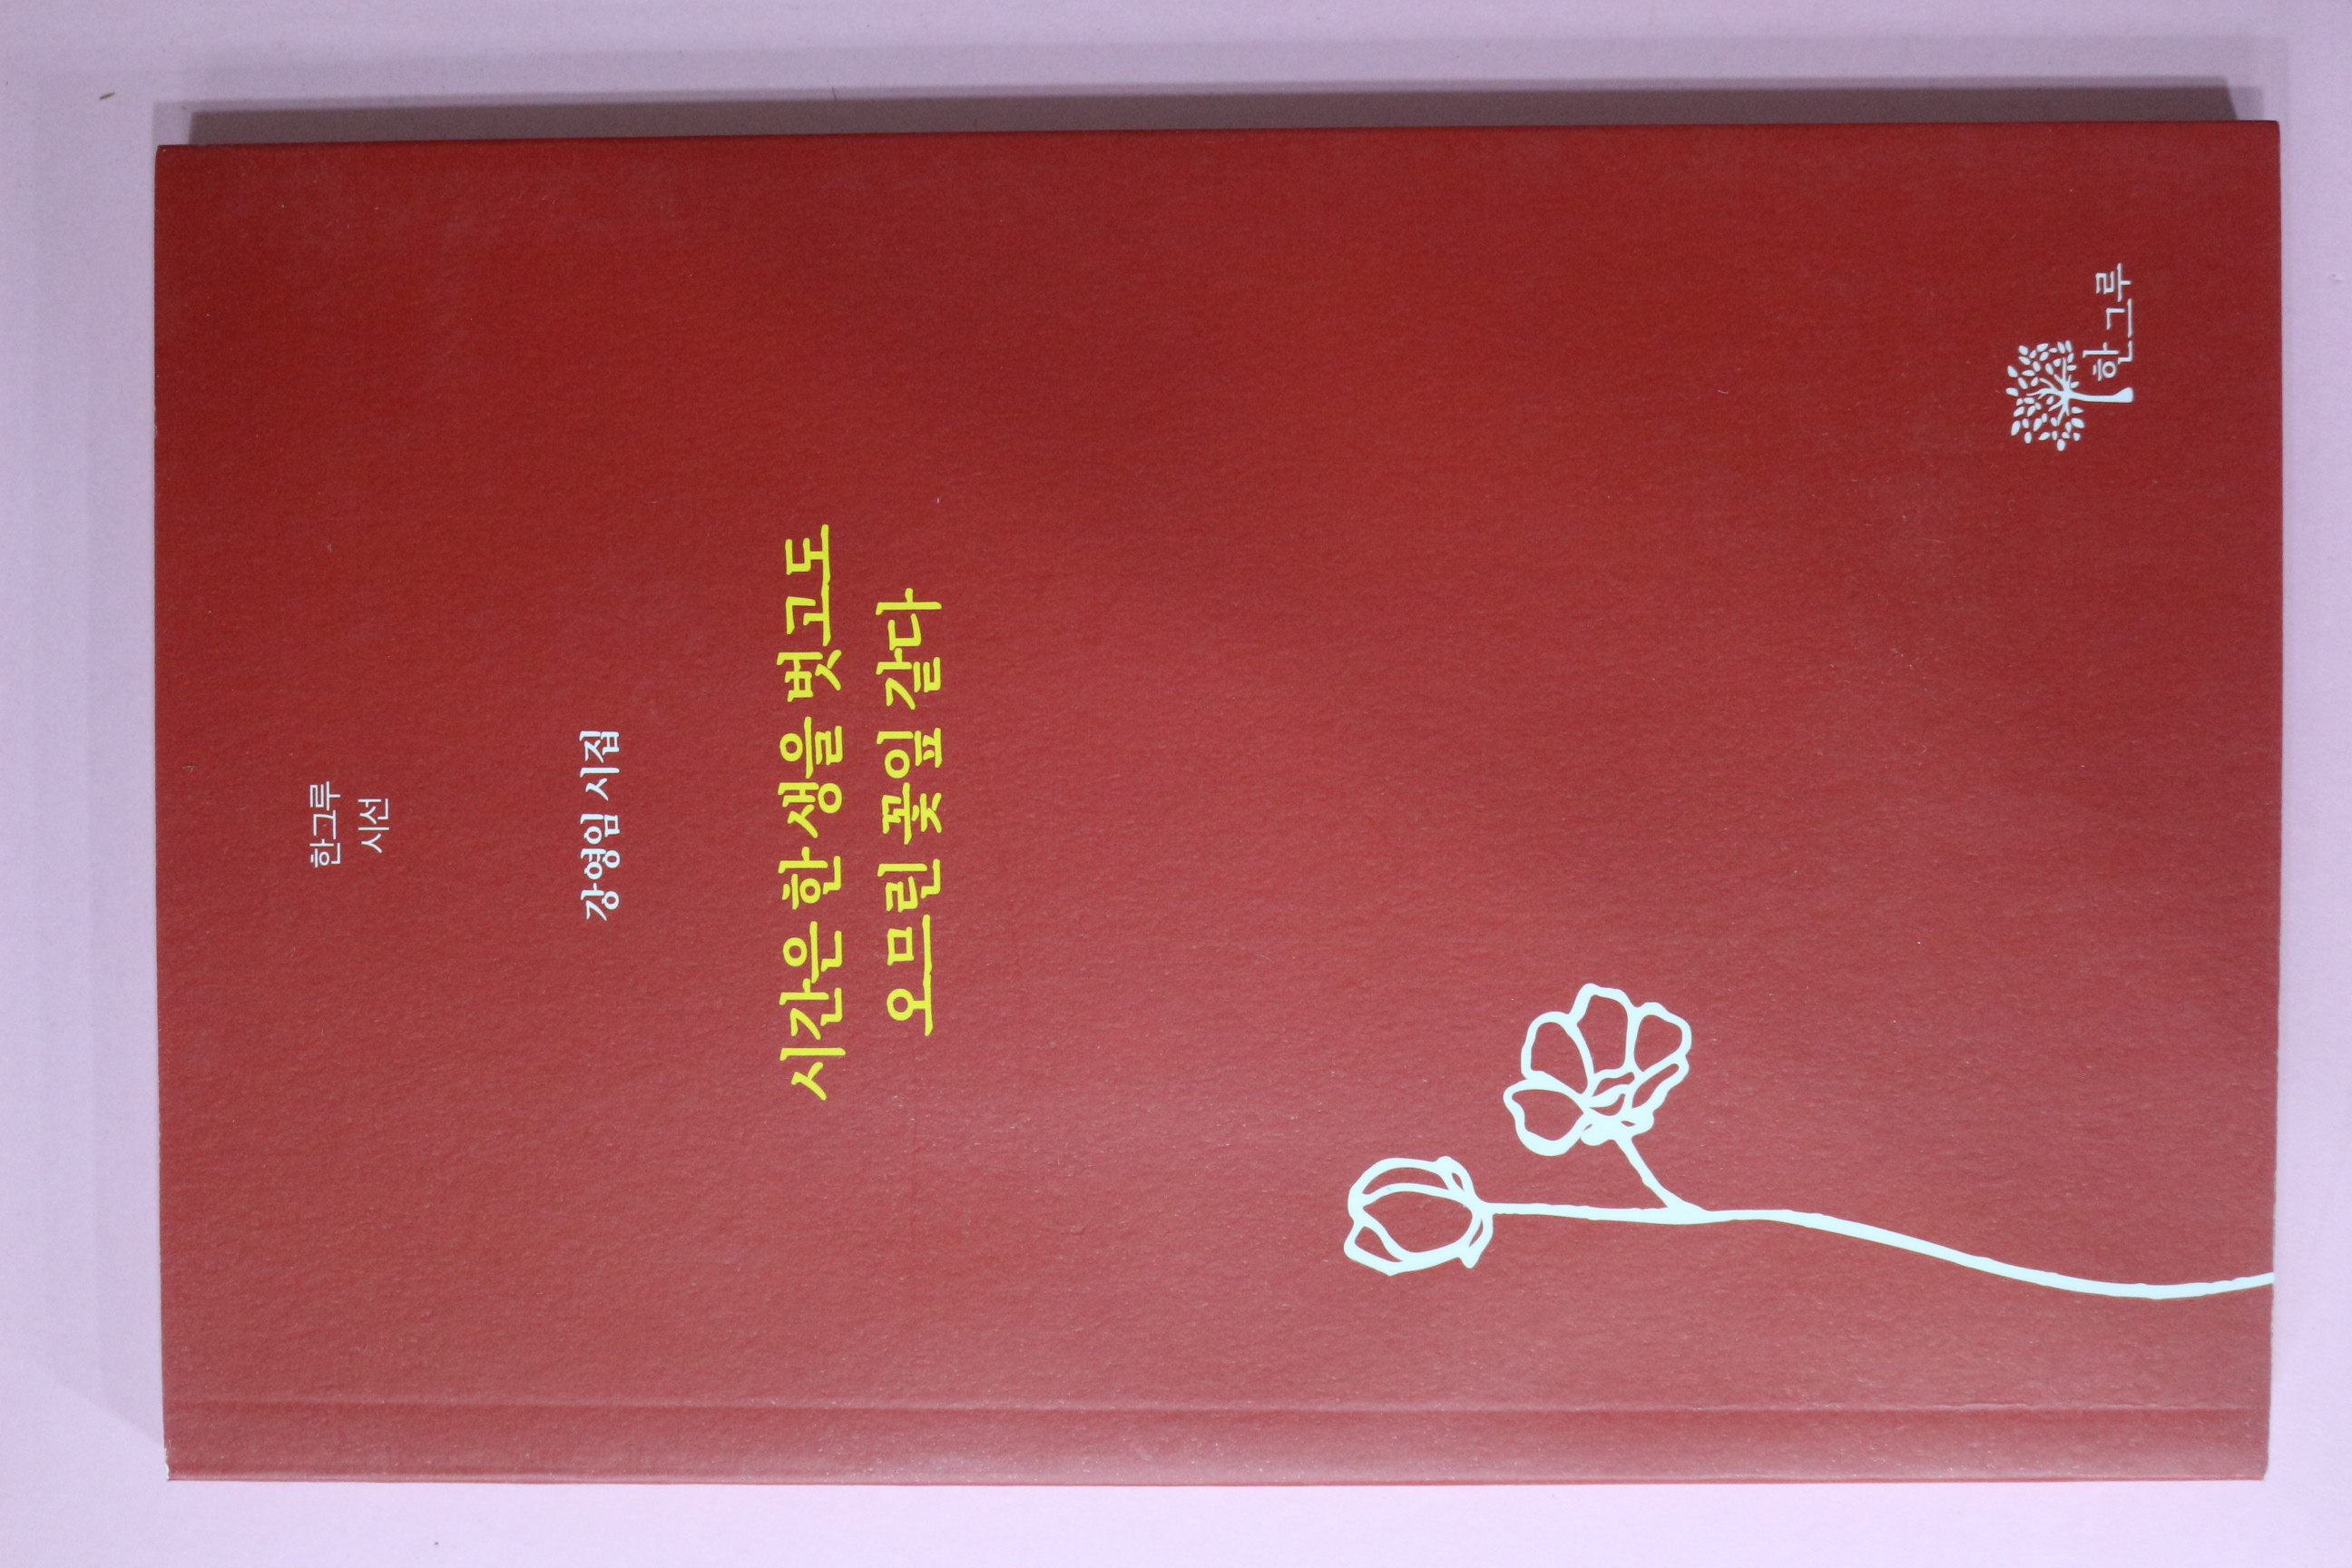 한그루
시선
강영임 시집
시간은 한 생을 벗고도
오므린 꽃잎 같다
한그루